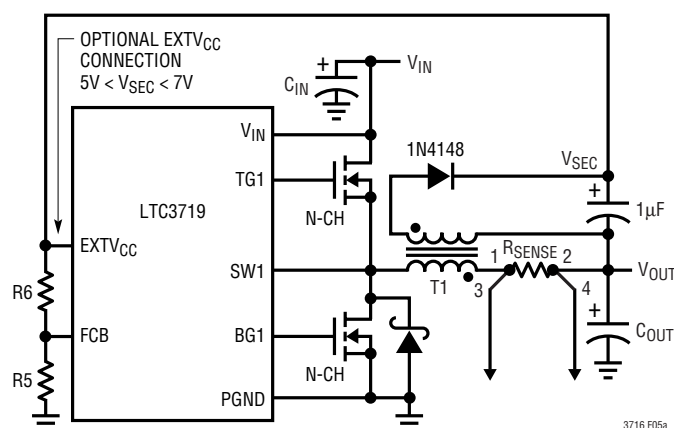 OPTIONAL EXTVCC
CONNECTION
5V < VSEC < 7V
+
CIN
VIN
VIN
1N4148
VSEC
TG1
N-CH
+
1µF
LTC3719
EXTVCC
SW1
RSENSE
1
2
T1
3
4
VOUT
R6
FCB
BG1
N-CH
+
COUT
R5
PGND
3716 F05a